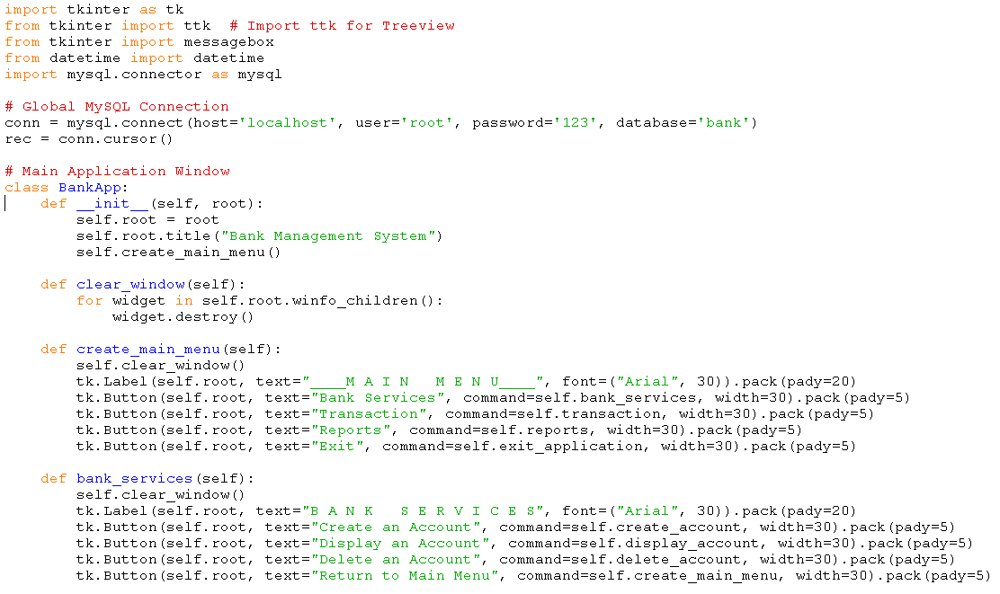 import tkinter as tk
from tkinter import ttk  # Import ttk for Treeview
from tkinter import messagebox
from datetime import datetime
import mysql.connector as mysql

# Global MySQL Connection
conn = mysql.connect(host='localhost', user='root', password='123', database='bank')
rec = conn.cursor()

# Main Application Window
class BankApp:
    def __init__(self, root):
        self.root = root
        self.root.title("Bank Management System")
        self.create_main_menu()

    def clear_window(self):
        for widget in self.root.winfo_children():
            widget.destroy()

    def create_main_menu(self):
        self.clear_window()
        tk.Label(self.root, text="____M A I N   M E N U____", font=("Arial", 30)).pack(pady=20)
        tk.Button(self.root, text="Bank Services", command=self.bank_services, width=30).pack(pady=5)
        tk.Button(self.root, text="Transaction", command=self.transaction, width=30).pack(pady=5)
        tk.Button(self.root, text="Reports", command=self.reports, width=30).pack(pady=5)
        tk.Button(self.root, text="Exit", command=self.exit_application, width=30).pack(pady=5)

    def bank_services(self):
        self.clear_window()
        tk.Label(self.root, text="B A N K   S E R V I C E S", font=("Arial", 30)).pack(pady=20)
        tk.Button(self.root, text="Create an Account", command=self.create_account, width=30).pack(pady=5)
        tk.Button(self.root, text="Display an Account", command=self.display_account, width=30).pack(pady=5)
        tk.Button(self.root, text="Delete an Account", command=self.delete_account, width=30).pack(pady=5)
        tk.Button(self.root, text="Return to Main Menu", command=self.create_main_menu, width=30).pack(pady=5)